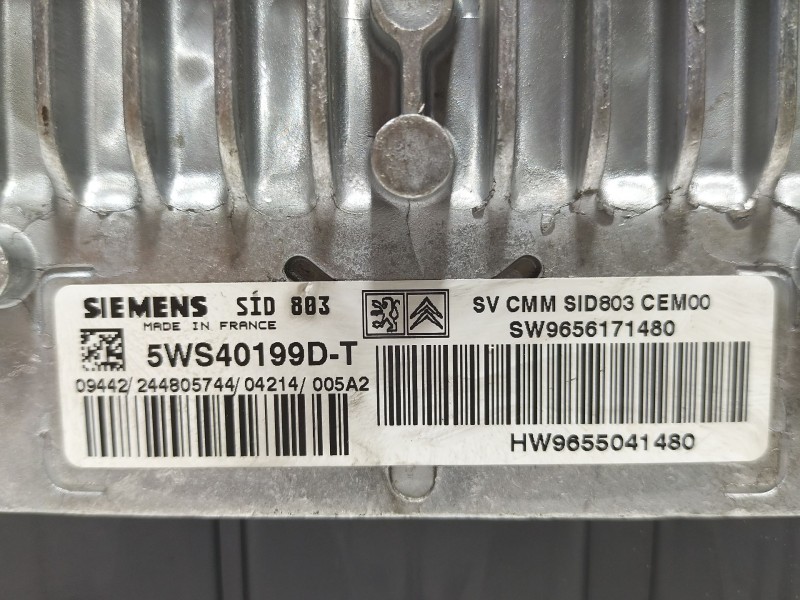 SIEMENS SID 803
MADE IN FRANCE
5WS40199D-T
09442/244805744/04214/005A2
SV CMM SID803 CEM00
SW9656171480
HW9655041480